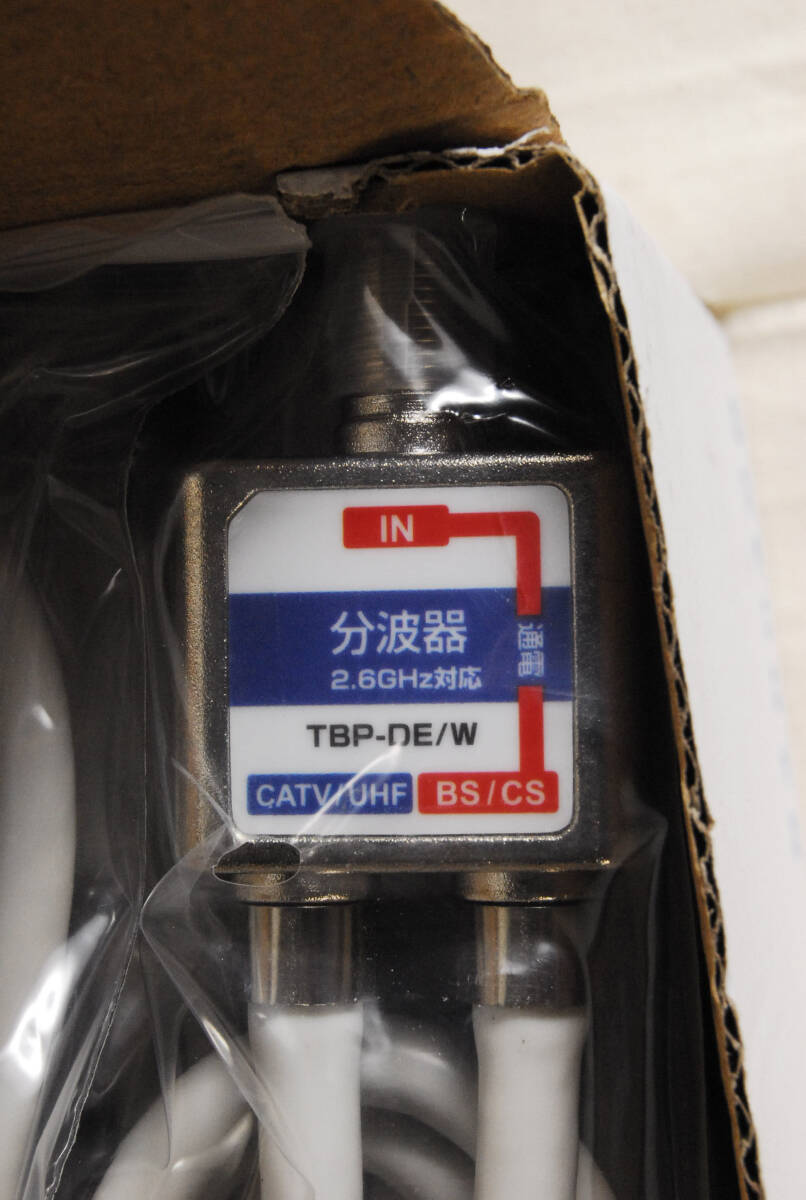 IN
分波器
通電
2.6GHz対応
TBP-DE/W
CATV/UHF
BS/CS